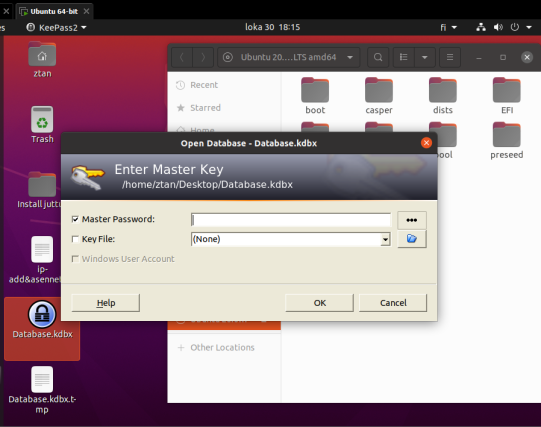 Ubuntu 64-bit
es KeePass2 loka 30 18:15 fi
ztan
Trash
Install juttu
ip-
add&asenne
Database.kdbx
Database.kdbx.t-
mp
Ubuntu 20....LTS amd64
Recent
Starred
Home
Other Locations
boot casper dists EFI
pool preseed
Open Database - Database.kdbx
Enter Master Key
/home/ztan/Desktop/Database.kdbx
Master Password:
Key File: (None)
Windows User Account
Help OK Cancel